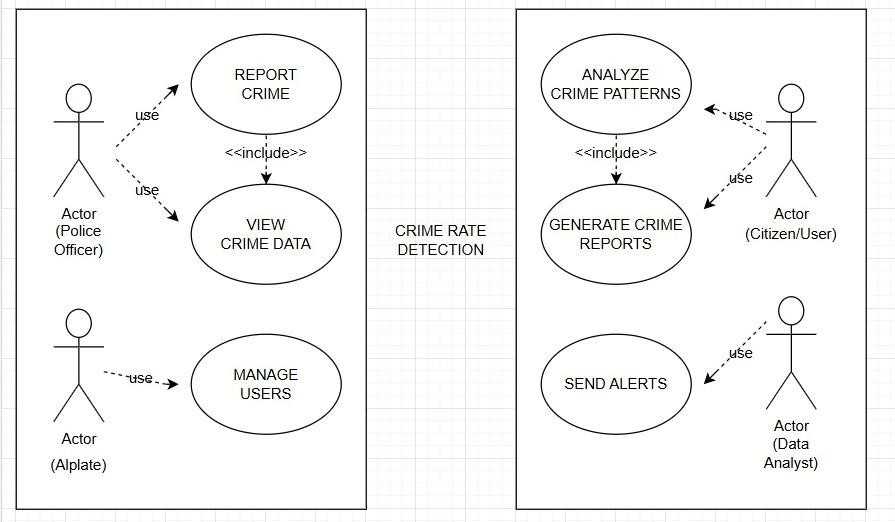 REPORT
CRIME
use
<<include>>
use
Actor
(Police
Officer)
VIEW
CRIME DATA
use
MANAGE
USERS
Actor
(Alplate)
CRIME RATE
DETECTION
ANALYZE
CRIME PATTERNS
use
<<include>>
use
Actor
(Citizen/User)
GENERATE CRIME
REPORTS
use
SEND ALERTS
Actor
(Data
Analyst)